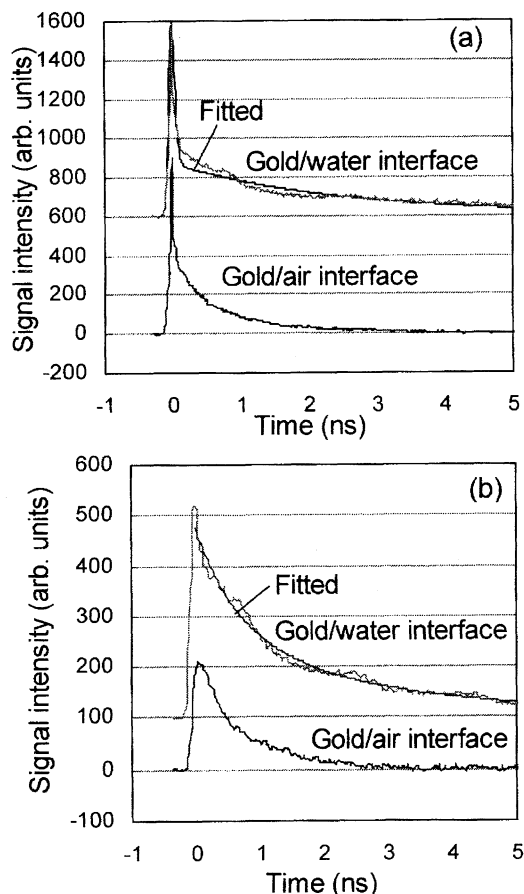 (a)
Signal intensity (arb. units)
1600
1400
1200
1000
800
600
400
200
0
-200
Fitted
Gold/water interface
Gold/air interface
-1 0 1 2 3 4 5
Time (ns)
(b)
Signal intensity (arb. units)
600
500
400
300
200
100
0
-100
Fitted
Gold/water interface
Gold/air interface
-1 0 1 2 3 4 5
Time (ns)